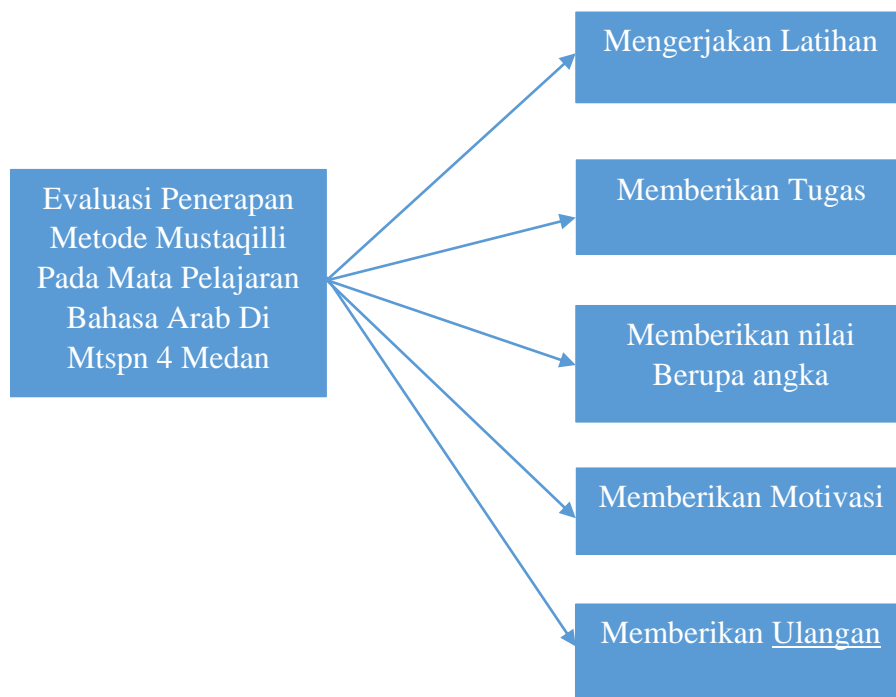 Evaluasi Penerapan
Metode Mustaqilli
Pada Mata Pelajaran
Bahasa Arab Di
Mtspn 4 Medan
Mengerjakan Latihan
Memberikan Tugas
Memberikan nilai
Berupa angka
Memberikan Motivasi
Memberikan Ulangan